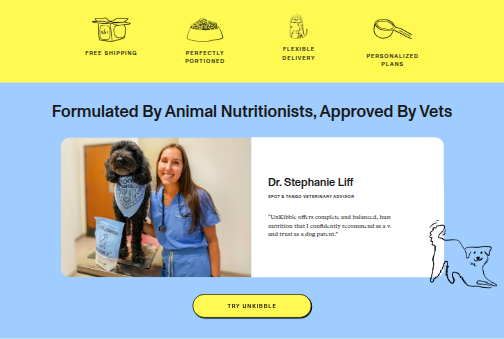 FREE SHIPPING
PERFECTLY
PORTIONED
FLEXIBLE
DELIVERY
PERSONALIZED
PLANS
Formulated By Animal Nutritionists, Approved By Vets
Dr. Stephanie Liff
SPOT & TANGO VETERINARY ADVISOR
"UnKibble offers complete and balanced, hum
nutrition that I confidently recommend as a v
and trust as a dog parent."
TRY UNKIBBLE